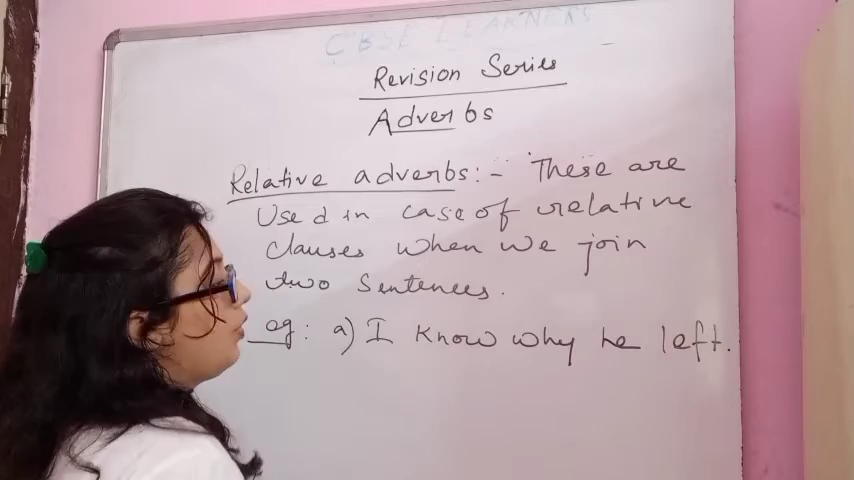 CBSE LEARNERS
Revision Series
Adverbs
Relative adverbs:- These are
Used in case of relative
clauses when we join
two sentences.
eg: a) I know why he left.